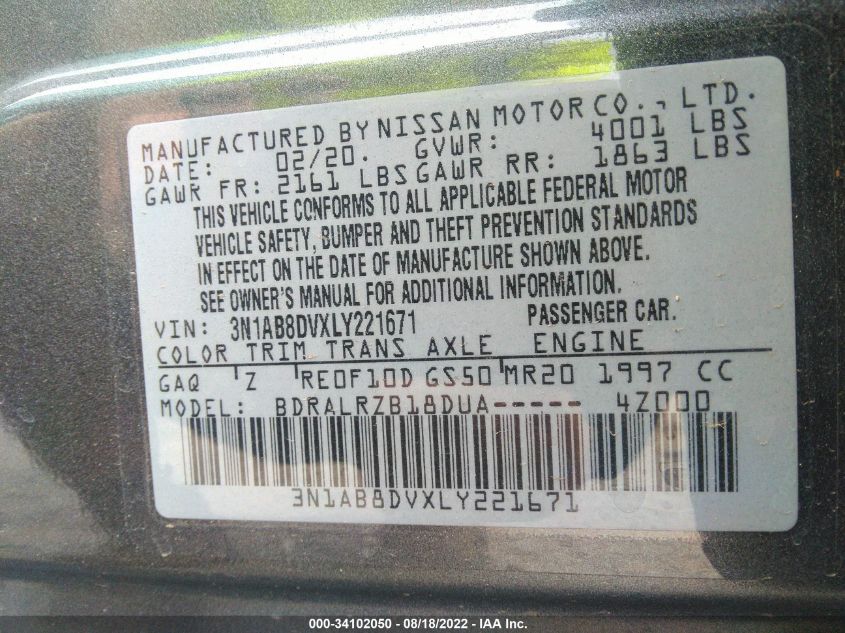 MANUFACTURED BY NISSAN MOTOR CO., LTD.
DATE: 02/20. GVWR: 4001 LBS
GAWR FR: 2161 LBS GAWR RR: 1863 LBS
THIS VEHICLE CONFORMS TO ALL APPLICABLE FEDERAL MOTOR
VEHICLE SAFETY, BUMPER AND THEFT PREVENTION STANDARDS
IN EFFECT ON THE DATE OF MANUFACTURE SHOWN ABOVE.
SEE OWNER'S MANUAL FOR ADDITIONAL INFORMATION.
VIN: 3N1AB8DVXLY221671 PASSENGER CAR.
COLOR TRIM TRANS AXLE ENGINE
GAQ Z RE0F10D GS50 MR20 1997 CC
MODEL: BDRALRZB18DUA----- 4Z000
3N1AB8DVXLY221671
000-34102050 - 08/18/2022 - IAA Inc.